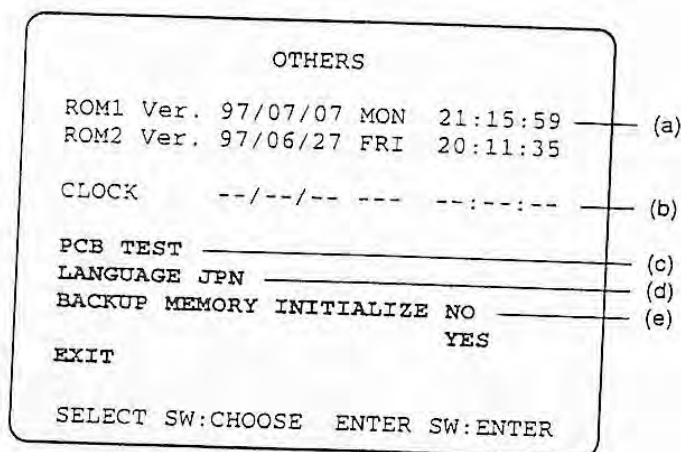 OTHERS
ROM1 Ver. 97/07/07 MON 21:15:59 (a)
ROM2 Ver. 97/06/27 FRI 20:11:35
CLOCK --/--/-- --- --:--:-- (b)
PCB TEST (c)
LANGUAGE JPN (d)
BACKUP MEMORY INITIALIZE NO (e)
YES
EXIT
SELECT SW:CHOOSE ENTER SW:ENTER